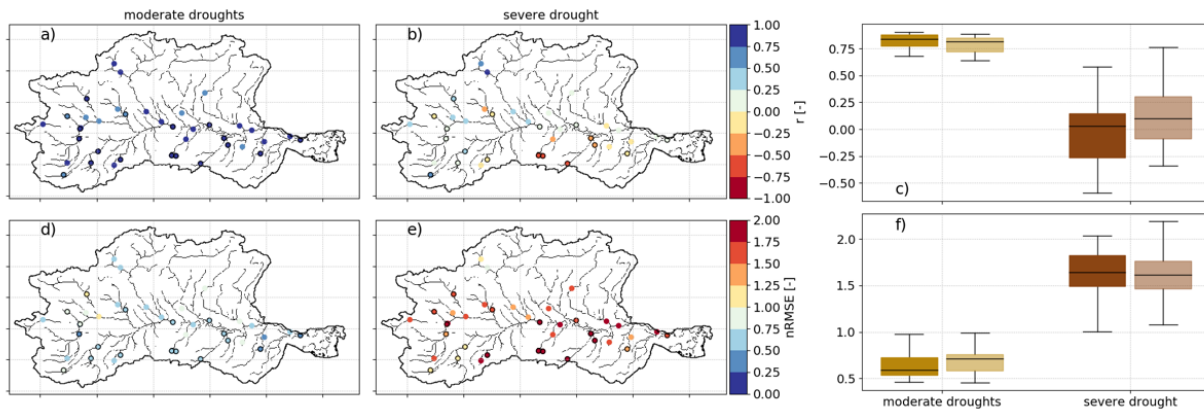 moderate droughts
severe drought
a)
b)
1.00
0.75
0.50
0.25
0.00
−0.25
−0.50
−0.75
−1.00
r [-]
0.75
0.50
0.25
0.00
−0.25
−0.50
c)
d)
e)
2.00
1.75
1.50
1.25
1.00
0.75
0.50
0.25
0.00
nRMSE [-]
2.0
1.5
1.0
0.5
f)
moderate droughts
severe drought